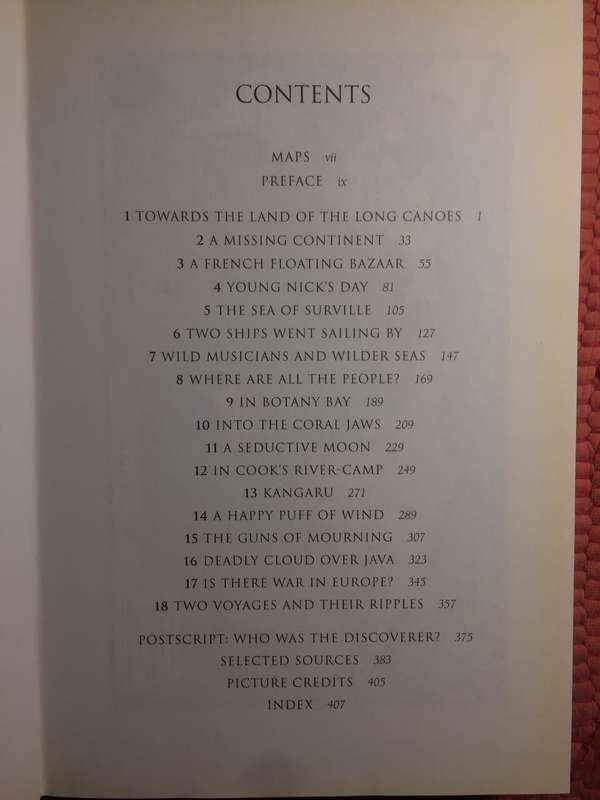 CONTENTS
MAPS vii
PREFACE ix
1 TOWARDS THE LAND OF THE LONG CANOES 1
2 A MISSING CONTINENT 33
3 A FRENCH FLOATING BAZAAR 55
4 YOUNG NICK'S DAY 81
5 THE SEA OF SURVILLE 105
6 TWO SHIPS WENT SAILING BY 127
7 WILD MUSICIANS AND WILDER SEAS 147
8 WHERE ARE ALL THE PEOPLE? 169
9 IN BOTANY BAY 189
10 INTO THE CORAL JAWS 209
11 A SEDUCTIVE MOON 229
12 IN COOK'S RIVER-CAMP 249
13 KANGARU 271
14 A HAPPY PUFF OF WIND 289
15 THE GUNS OF MOURNING 307
16 DEADLY CLOUD OVER JAVA 323
17 IS THERE WAR IN EUROPE? 345
18 TWO VOYAGES AND THEIR RIPPLES 357
POSTSCRIPT: WHO WAS THE DISCOVERER? 375
SELECTED SOURCES 383
PICTURE CREDITS 405
INDEX 407